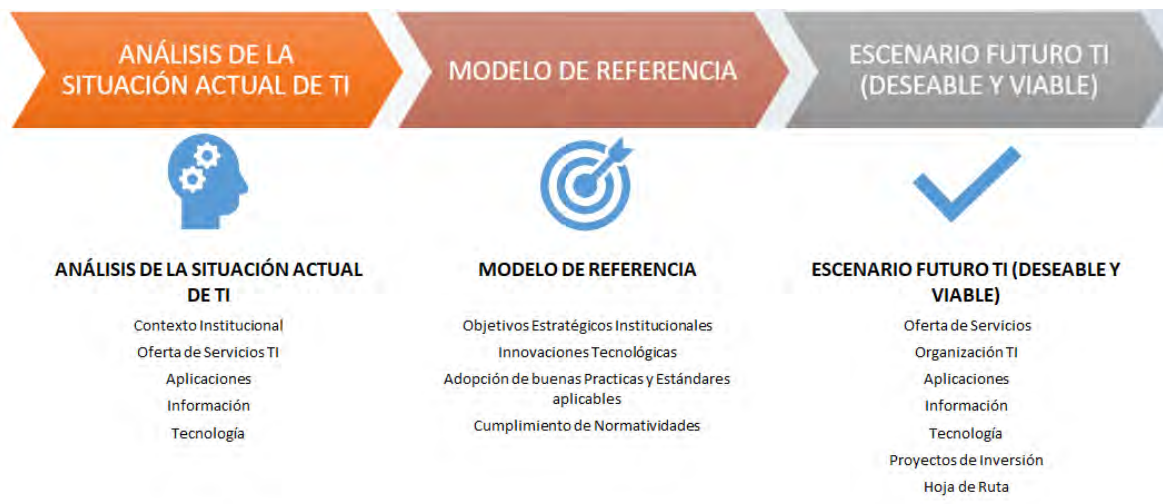 ANÁLISIS DE LA
SITUACIÓN ACTUAL DE TI
MODELO DE REFERENCIA
ESCENARIO FUTURO TI
(DESEABLE Y VIABLE)
ANÁLISIS DE LA SITUACIÓN ACTUAL
DE TI
Contexto Institucional
Oferta de Servicios TI
Aplicaciones
Información
Tecnología
MODELO DE REFERENCIA
Objetivos Estratégicos Institucionales
Innovaciones Tecnológicas
Adopción de buenas Practicas y Estándares
aplicables
Cumplimiento de Normatividades
ESCENARIO FUTURO TI (DESEABLE Y
VIABLE)
Oferta de Servicios
Organización TI
Aplicaciones
Información
Tecnología
Proyectos de Inversión
Hoja de Ruta